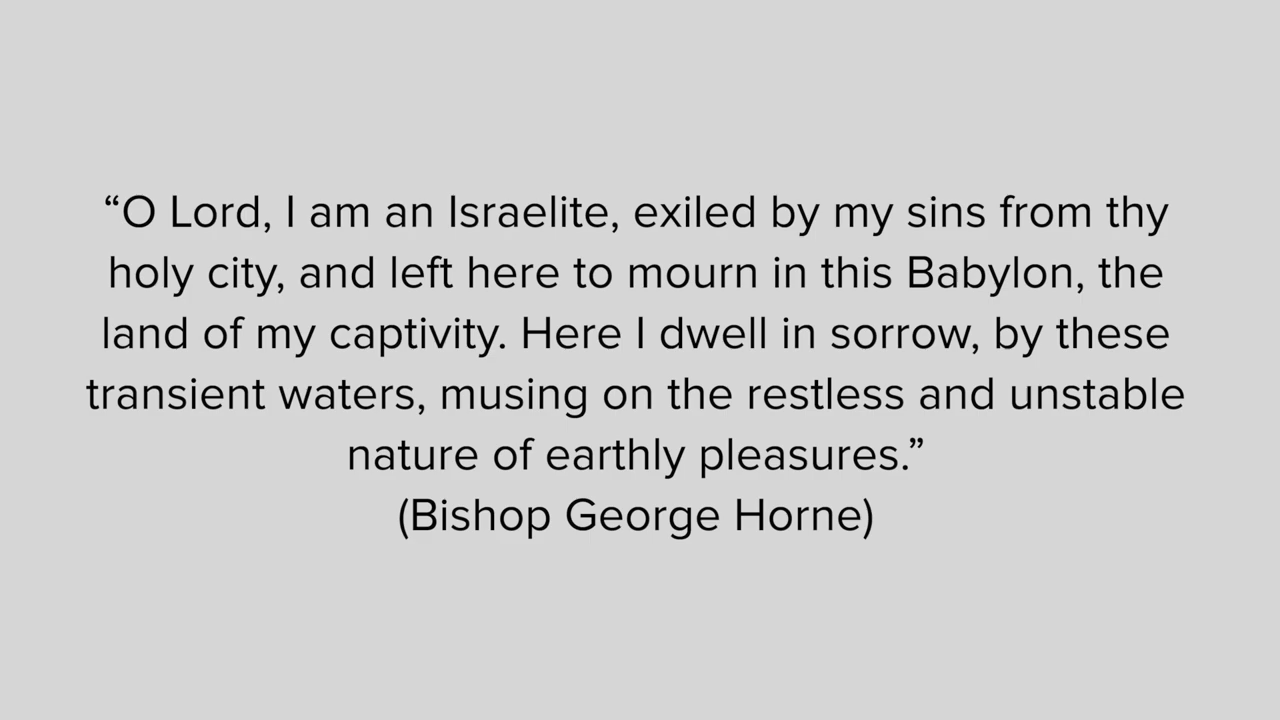 “O Lord, I am an Israelite, exiled by my sins from thy
holy city, and left here to mourn in this Babylon, the
land of my captivity. Here I dwell in sorrow, by these
transient waters, musing on the restless and unstable
nature of earthly pleasures.”
(Bishop George Horne)